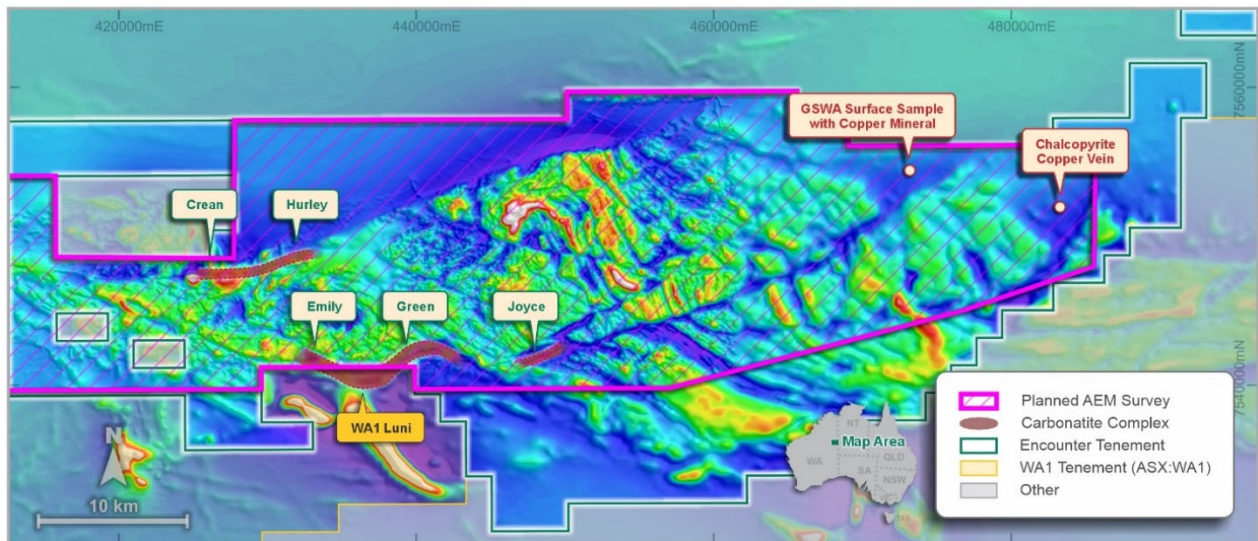 420000mE
440000mE
460000mE
480000mE
7560000mN
GSWA Surface Sample
with Copper Mineral
Chalcopyrite
Copper Vein
Crean
Hurley
Emily
Green
Joyce
WA1 Luni
7540000mN
N
10 km
Map Area
NT
WA
QLD
SA
NSW
Planned AEM Survey
Carbonatite Complex
Encounter Tenement
WA1 Tenement (ASX:WA1)
Other